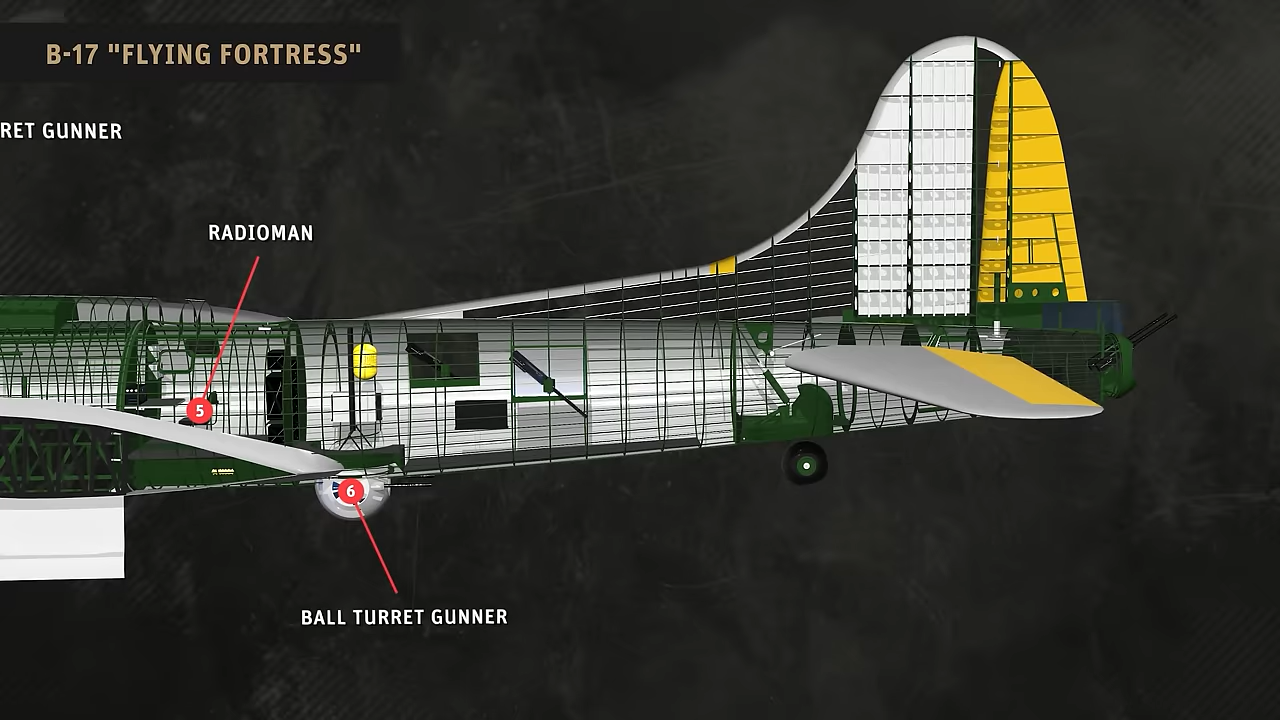 B-17 "FLYING FORTRESS"
RET GUNNER
RADIOMAN
5
6
BALL TURRET GUNNER